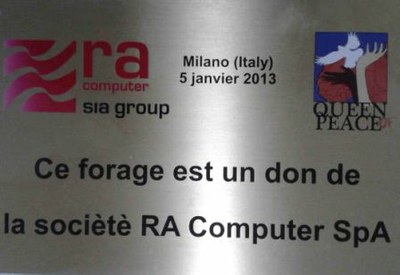 ra
computer
sia group
Milano (Italy)
5 janvier 2013
QUEEN
PEACE
Ce forage est un don de
la sociètè RA Computer SpA